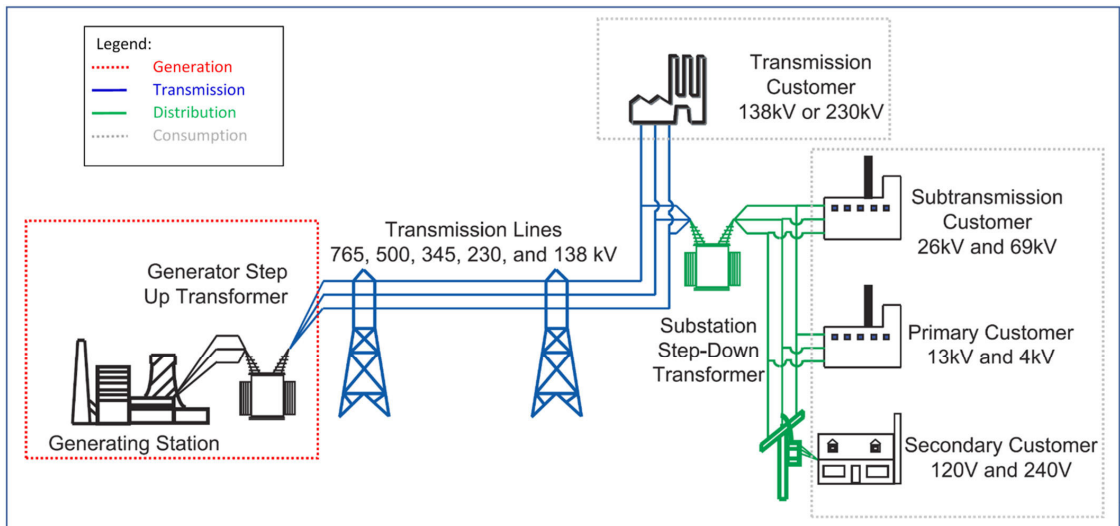 Legend:
Generation
Transmission
Distribution
Consumption
Transmission
Customer
138kV or 230kV
Transmission Lines
765, 500, 345, 230, and 138 kV
Generator Step
Up Transformer
Generating Station
Substation
Step-Down
Transformer
Subtransmission
Customer
26kV and 69kV
Primary Customer
13kV and 4kV
Secondary Customer
120V and 240V